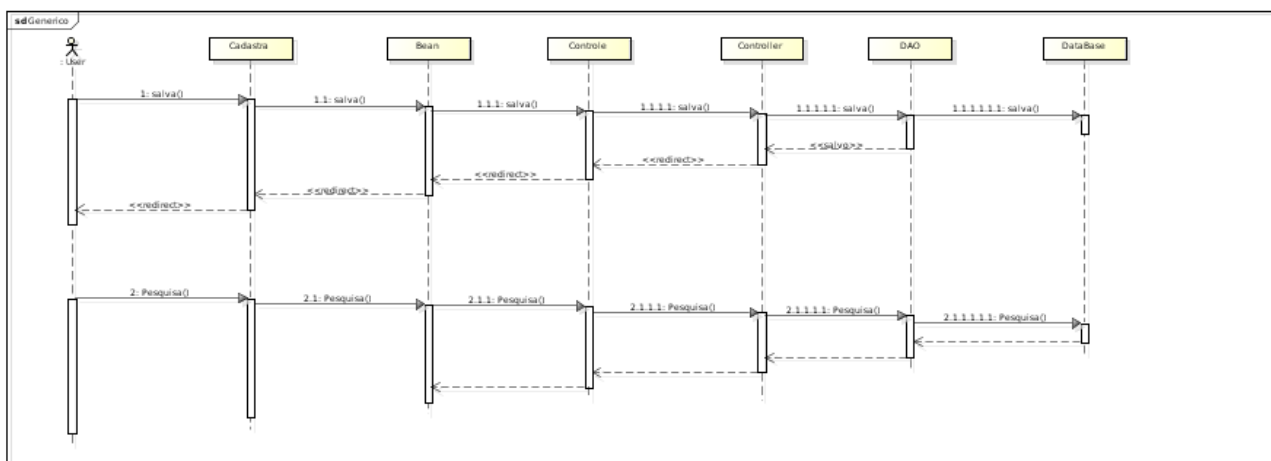 sd Generico
: User
Cadastra
Bean
Controle
Controller
DAO
DataBase
1: salva()
1.1: salva()
1.1.1: salva()
1.1.1.1: salva()
1.1.1.1.1: salva()
1.1.1.1.1.1: salva()
<<salvo>>
<<redirect>>
<<redirect>>
<<redirect>>
<<redirect>>
2: Pesquisa()
2.1: Pesquisa()
2.1.1: Pesquisa()
2.1.1.1: Pesquisa()
2.1.1.1.1: Pesquisa()
2.1.1.1.1.1: Pesquisa()